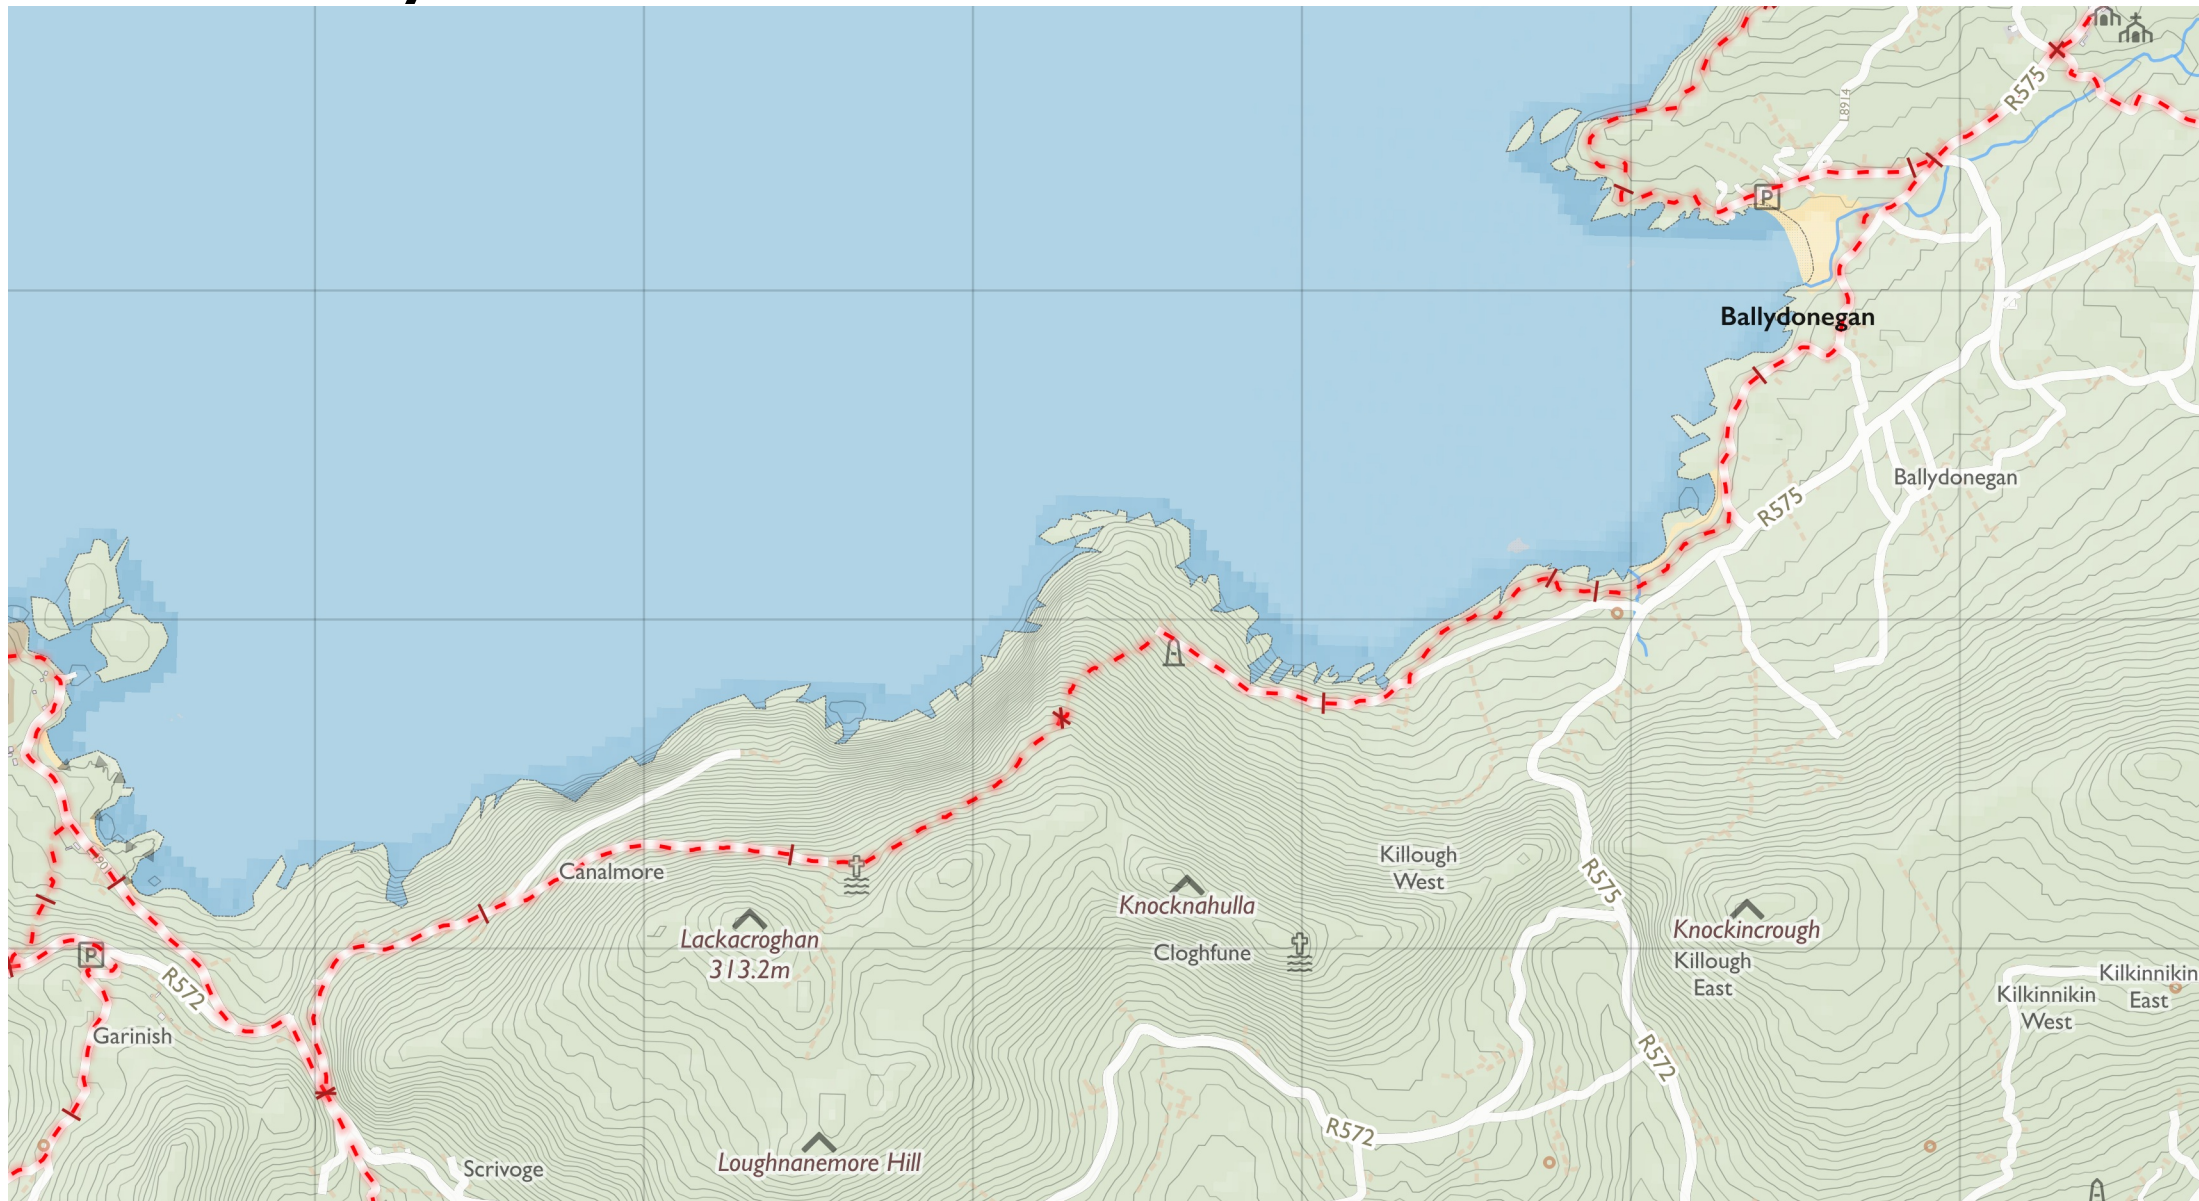 R575
L8914
P
Ballydonegan
Ballydonegan
R575
Canalmore
Killough
West
R575
Knocknahulla
Lackacroghan
313.2m
Knockincrough
Cloghfune
Killough
East
P
R572
Kilkinnikin
East
Kilkinnikin
West
Garinish
R572
R572
Loughnanemore Hill
Scrivoge